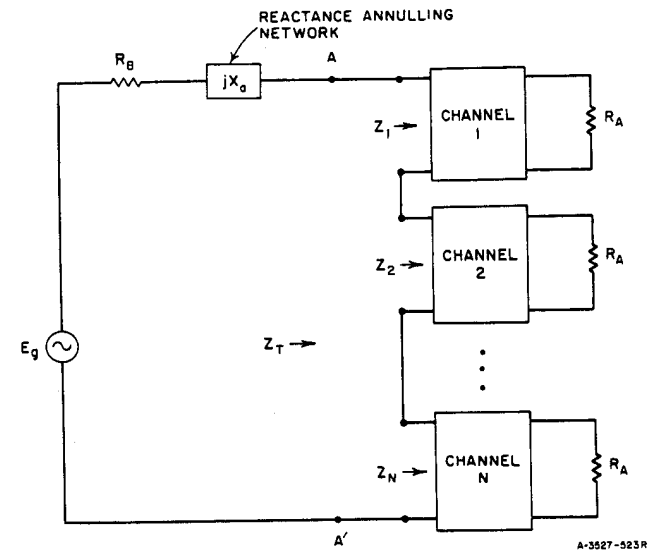 REACTANCE ANNULLING
NETWORK
R_B
jX_a
A
Z_1 →
CHANNEL
1
R_A
Z_2 →
CHANNEL
2
R_A
E_g
Z_T →
Z_N →
CHANNEL
N
R_A
A'
A-3527-523R